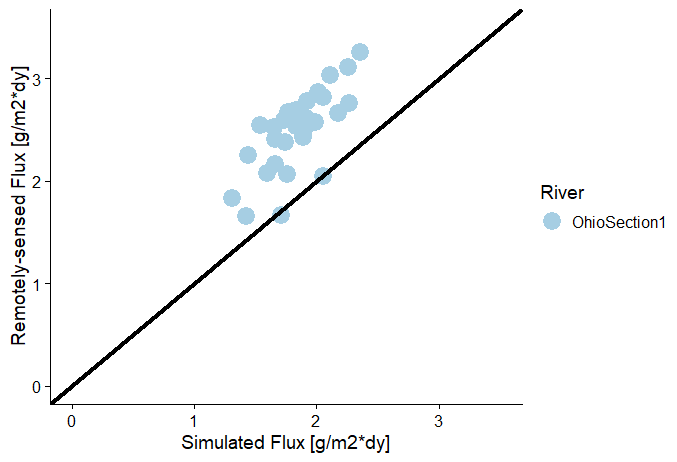 Remotely-sensed Flux [g/m2*dy]
3
2
1
0
0 1 2 3
Simulated Flux [g/m2*dy]
River
OhioSection1